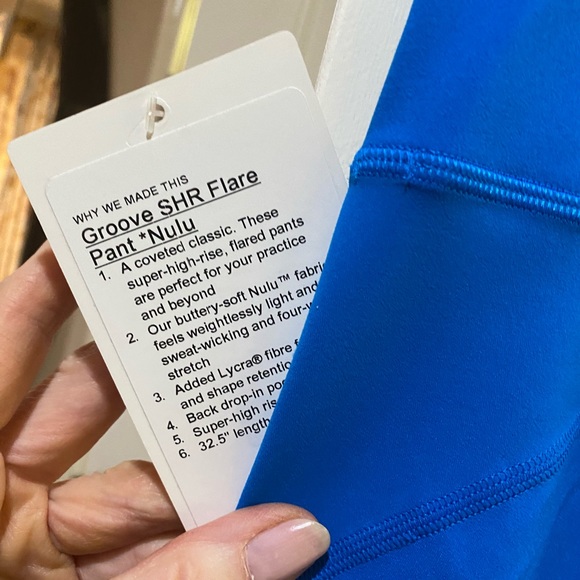 WHY WE MADE THIS
Groove SHR Flare
Pant *Nulu
1. A coveted classic. These
super-high-rise, flared pants
are perfect for your practice
and beyond
2. Our buttery-soft Nulu™ fabric
feels weightlessly light and
sweat-wicking and
stretch
3. Added Lycra® fibre
and shape retention
4. Back drop-in
5. Super-high
6. 32.5" length